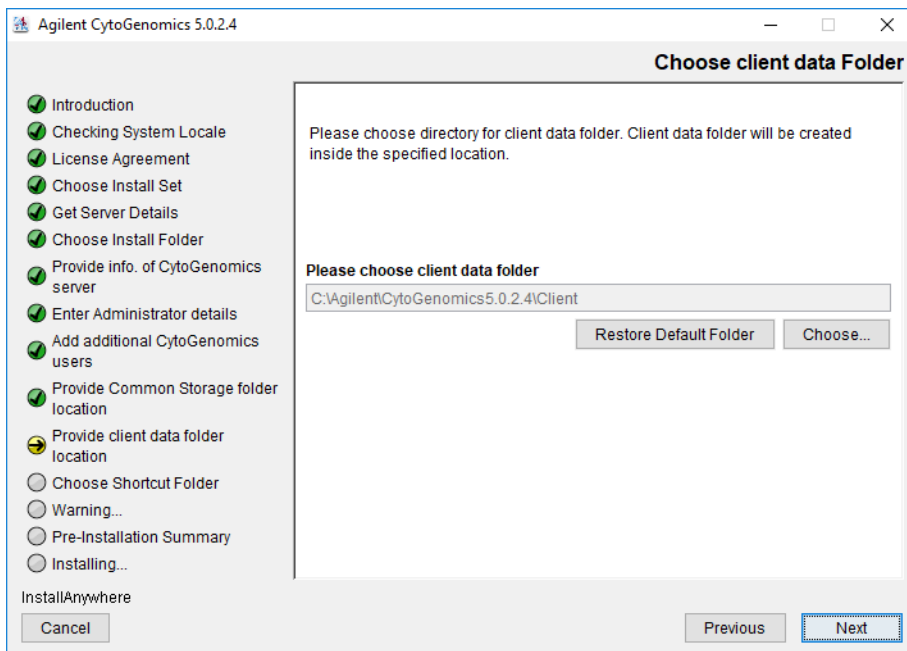 Agilent CytoGenomics 5.0.2.4
Choose client data Folder
Introduction
Checking System Locale
License Agreement
Choose Install Set
Get Server Details
Choose Install Folder
Provide info. of CytoGenomics
server
Enter Administrator details
Add additional CytoGenomics
users
Provide Common Storage folder
location
Provide client data folder
location
Choose Shortcut Folder
Warning...
Pre-Installation Summary
Installing...
Please choose directory for client data folder. Client data folder will be created
inside the specified location.
Please choose client data folder
C:\Agilent\CytoGenomics5.0.2.4\Client
Restore Default Folder
Choose...
InstallAnywhere
Cancel
Previous
Next